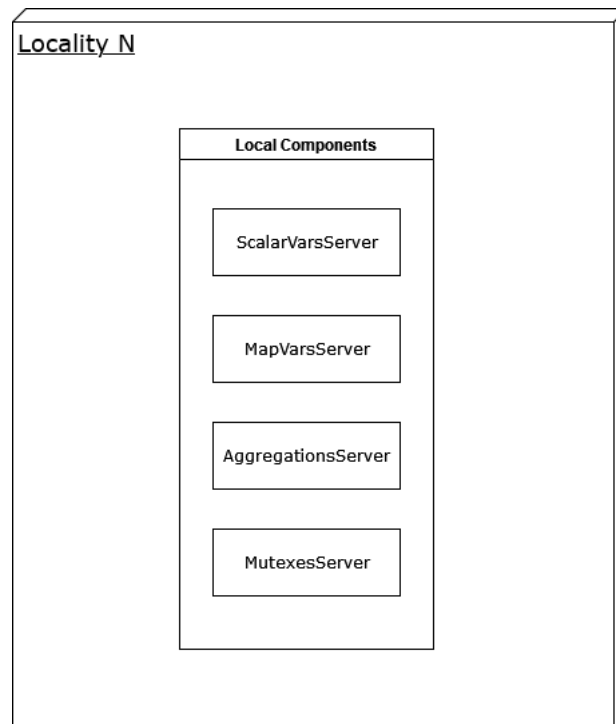 Locality N
Local Components
ScalarVarsServer
MapVarsServer
AggregationsServer
MutexesServer